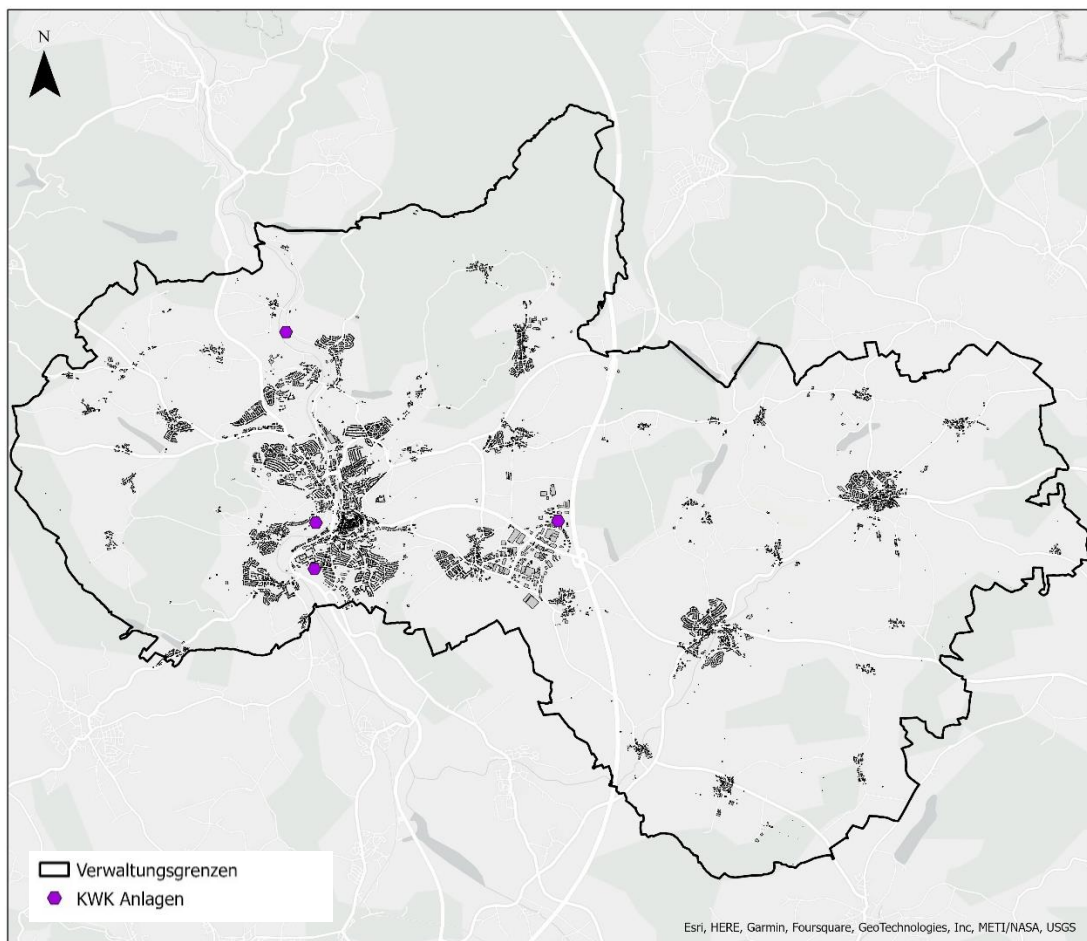 N
Verwaltungsgrenzen
KWK Anlagen
Esri, HERE, Garmin, Foursquare, GeoTechnologies, Inc, METI/NASA, USGS